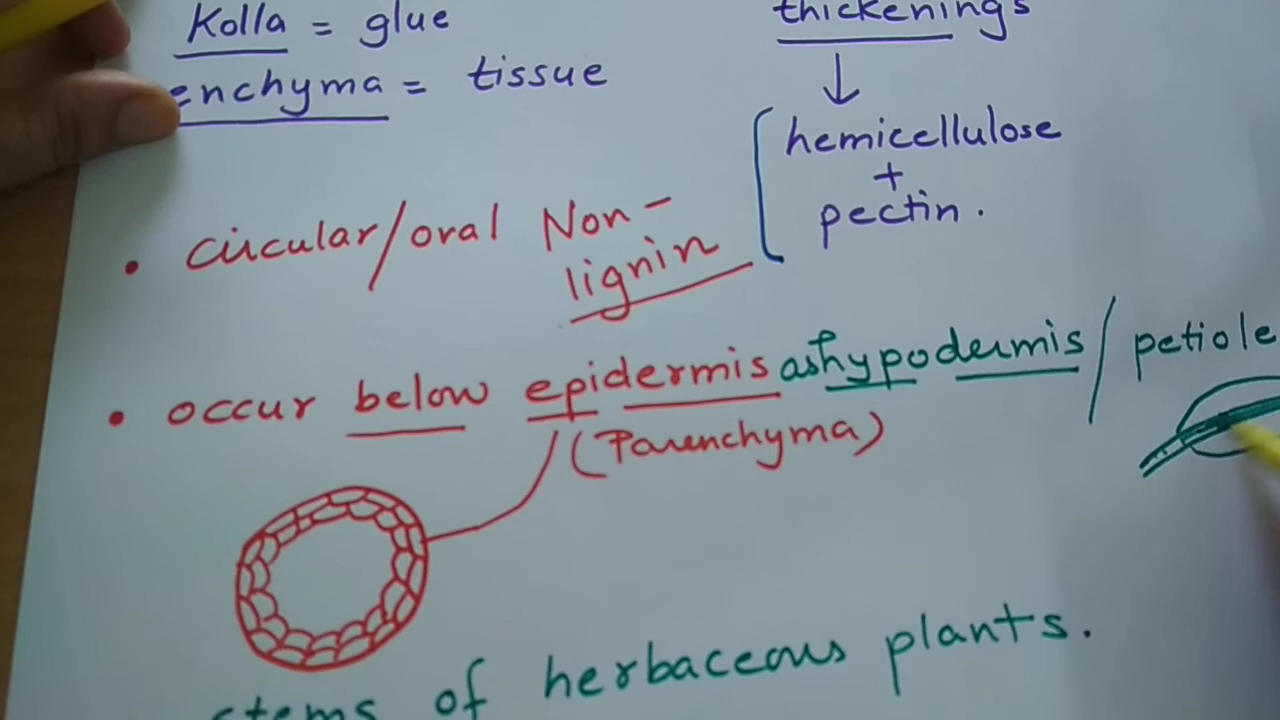 Kolla = glue
enchyma = tissue
thickenings
↓
hemicellulose
+
pectin.
• circular/oval Non-
lignin
• occur below epidermis as hypodermis / petiole
(Parenchyma)
stems of herbaceous plants.